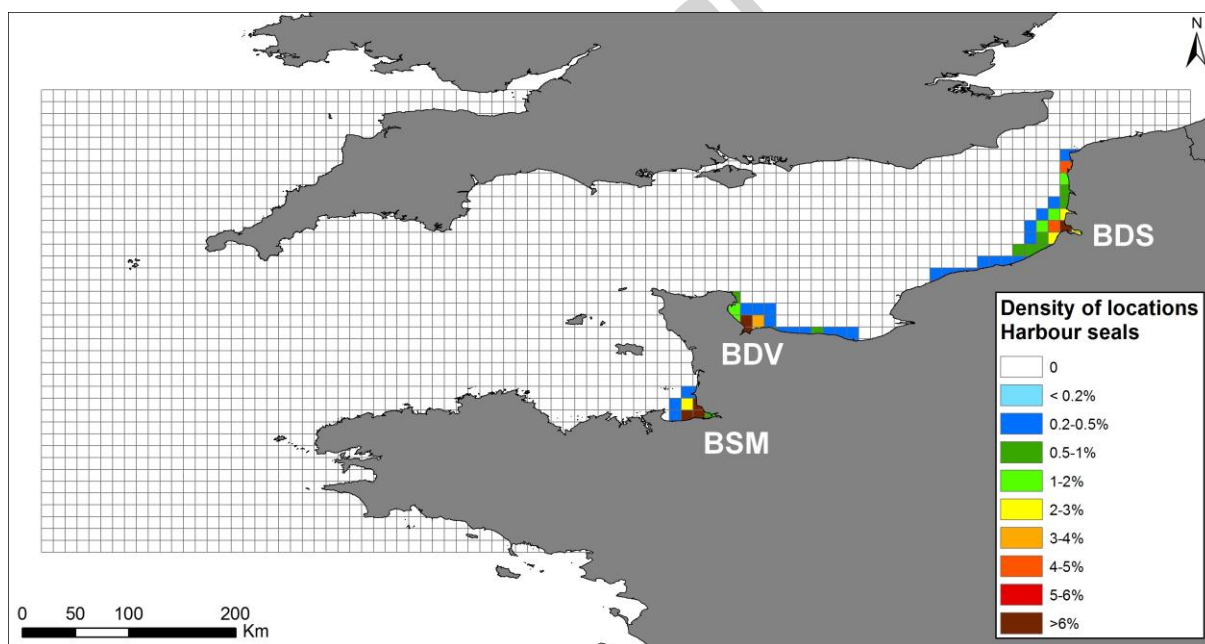 N
BDS
BDV
BSM
Density of locations
Harbour seals
0
< 0.2%
0.2-0.5%
0.5-1%
1-2%
2-3%
3-4%
4-5%
5-6%
>6%
0 50 100 200
Km